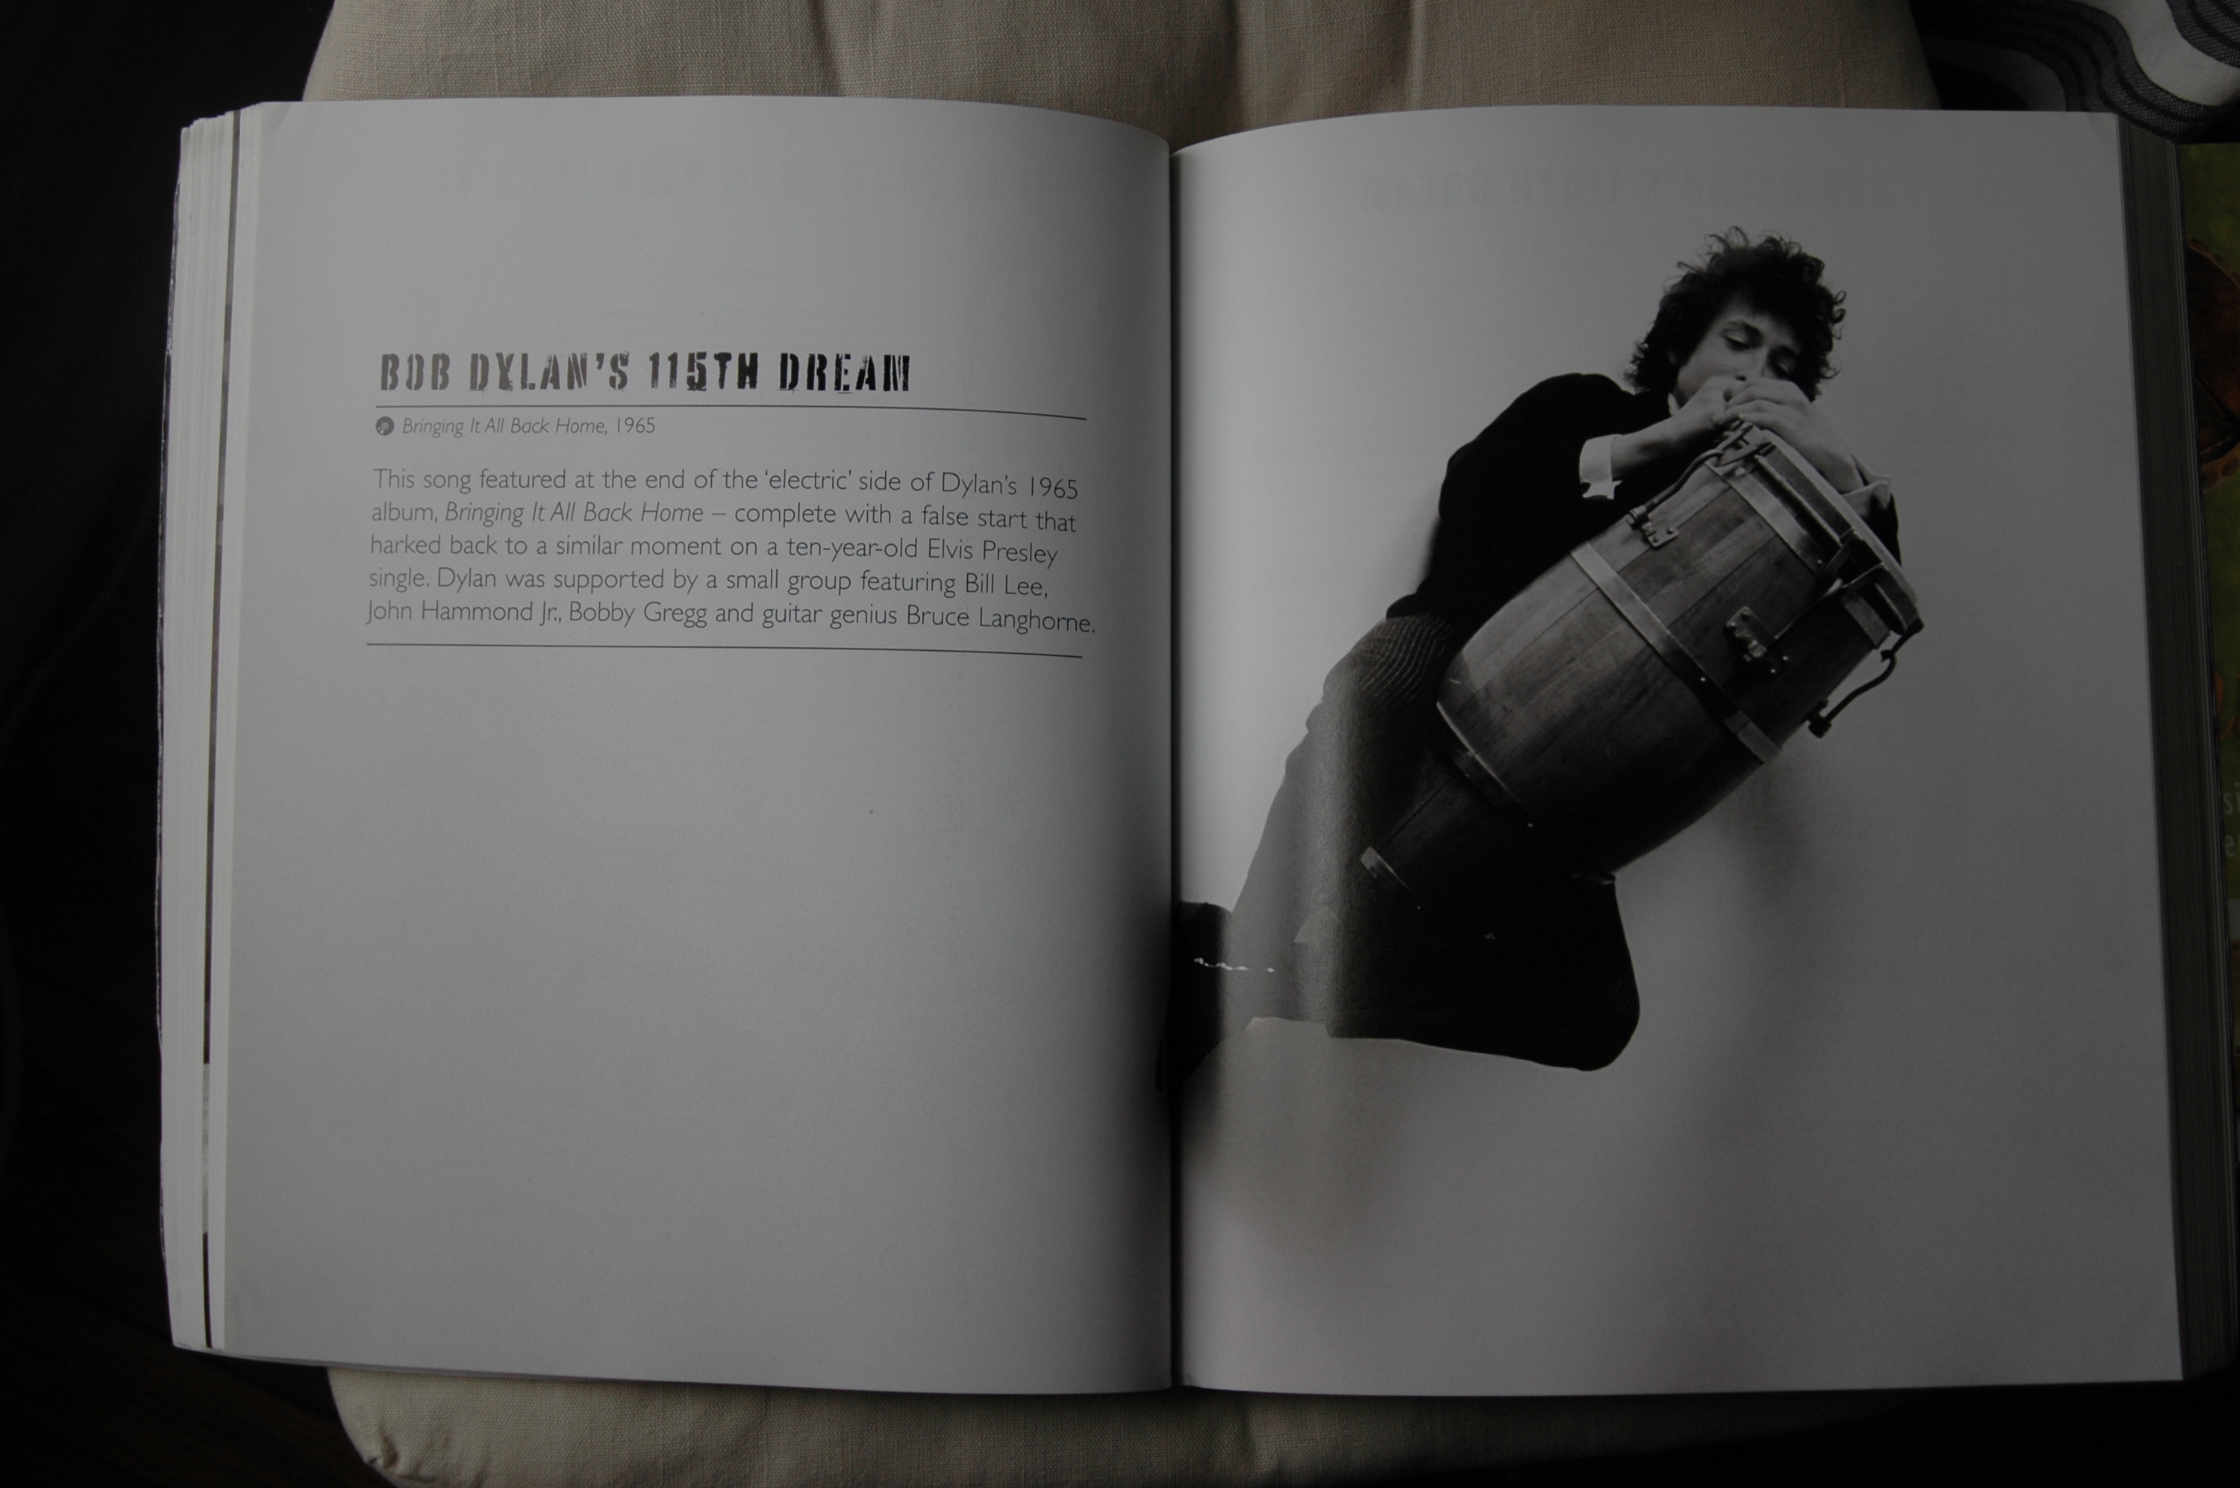 BOB DYLAN'S 115TH DREAM
Bringing It All Back Home, 1965
This song featured at the end of the ‘electric’ side of Dylan's 1965
album, Bringing It All Back Home – complete with a false start that
harked back to a similar moment on a ten-year-old Elvis Presley
single. Dylan was supported by a small group featuring Bill Lee,
John Hammond Jr., Bobby Gregg and guitar genius Bruce Langhorne.